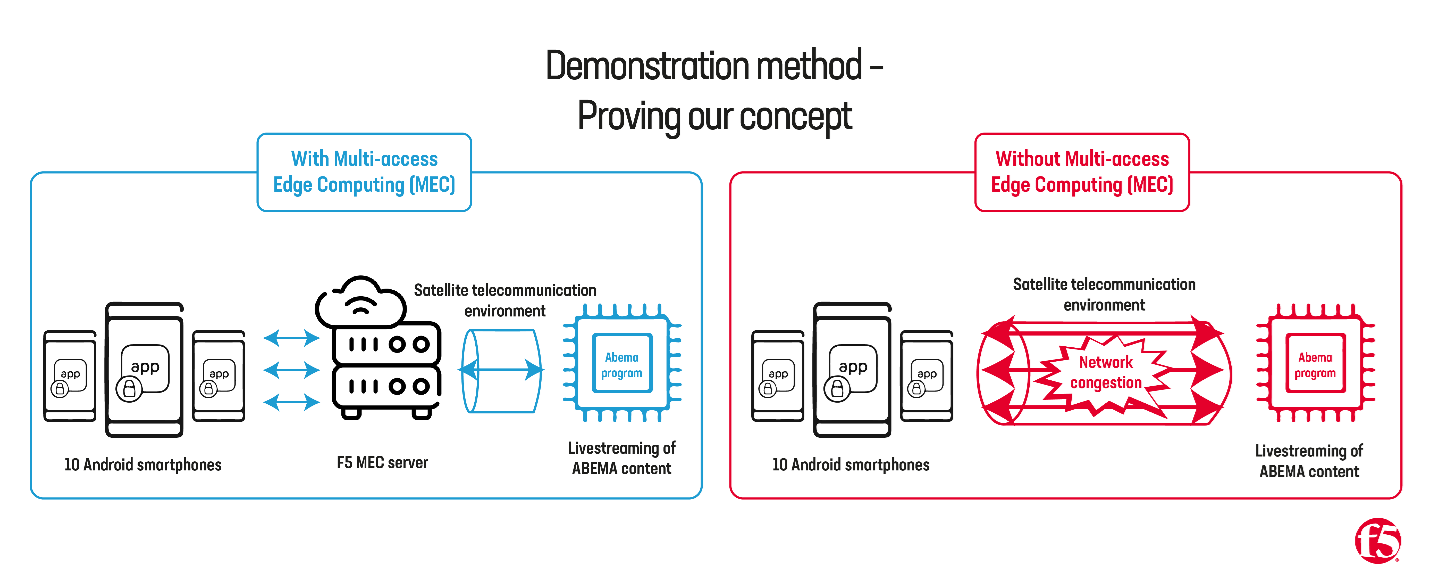 Demonstration method –
Proving our concept
With Multi-access
Edge Computing (MEC)
Satellite telecommunication
environment
app
app
app
Abema
program
10 Android smartphones
F5 MEC server
Livestreaming of
ABEMA content
Without Multi-access
Edge Computing (MEC)
Satellite telecommunication
environment
app
app
app
Network
congestion
Abema
program
10 Android smartphones
Livestreaming of
ABEMA content
f5